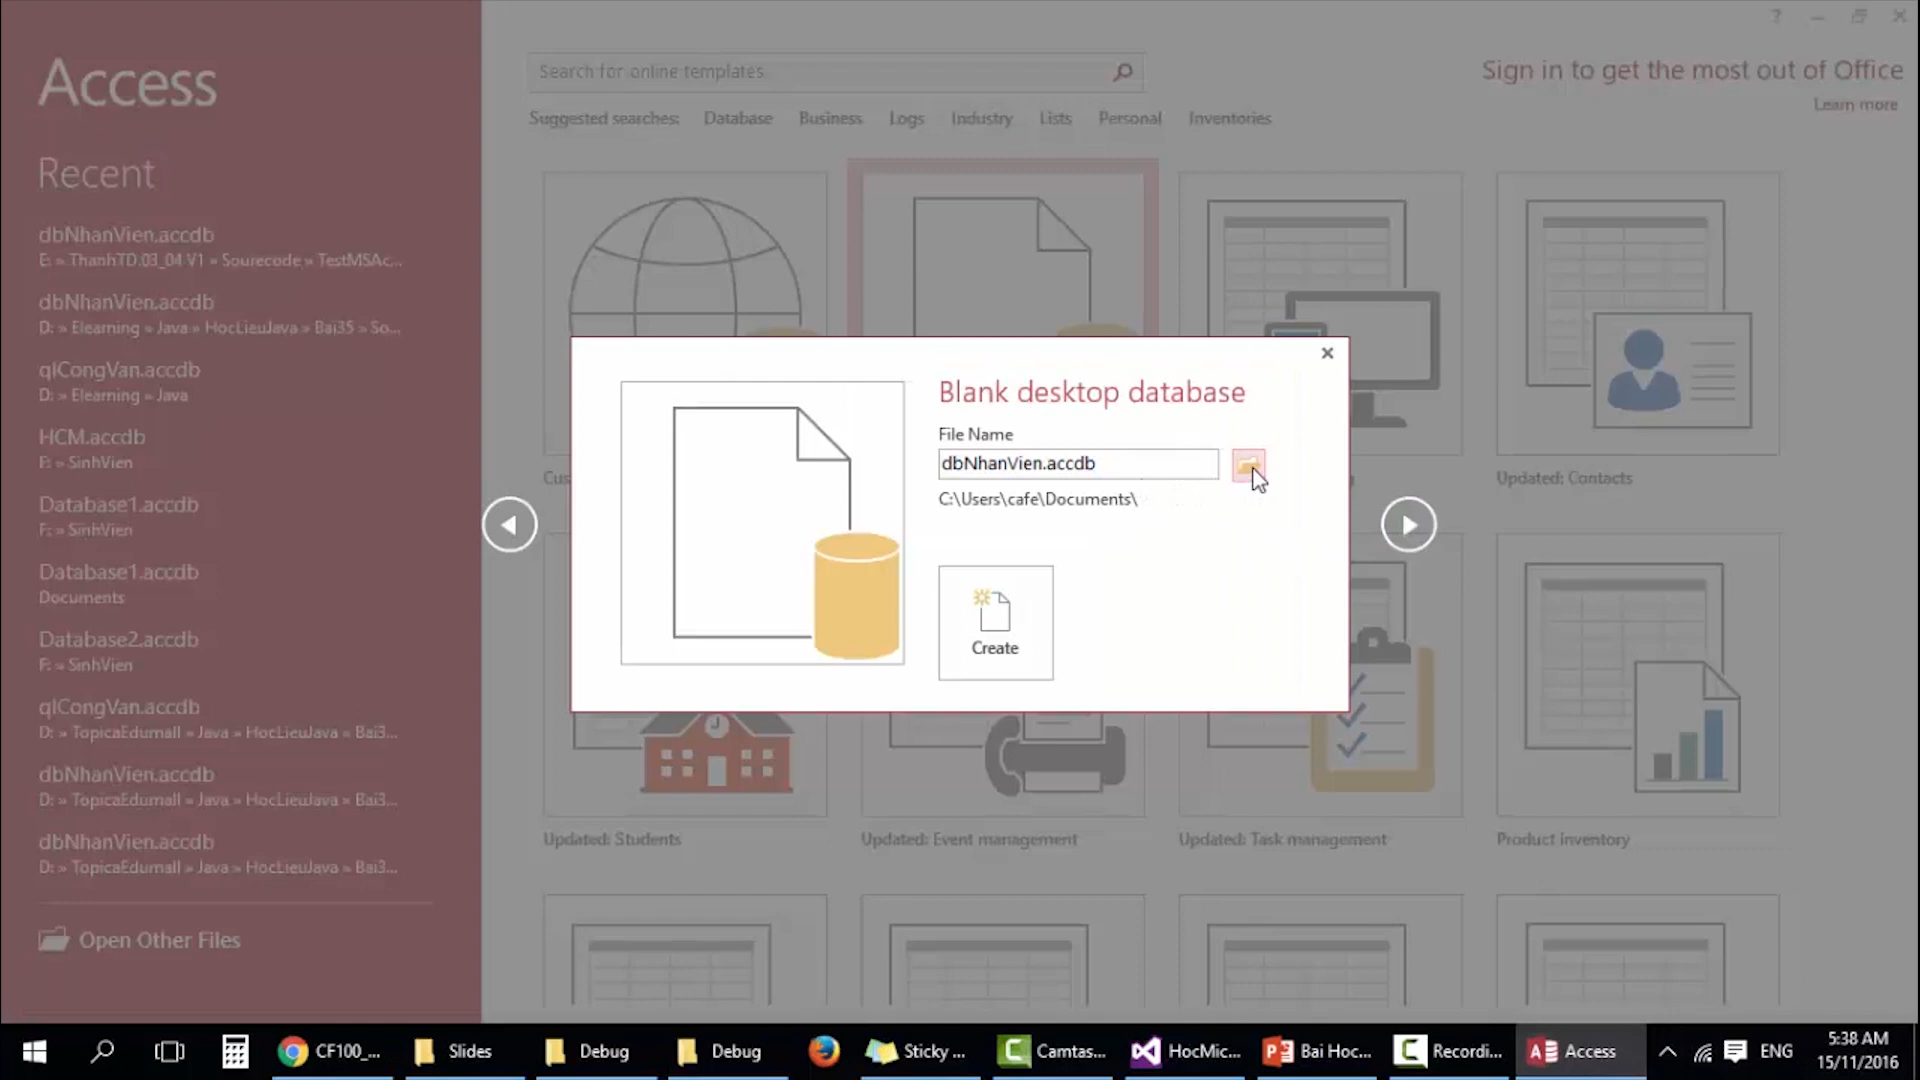 Access
Recent
dbNhanVien.accdb
E: » ThanhTD.03_04 V1 » Sourecode » TestMSAc...
dbNhanVien.accdb
D: » Elearning » Java » HocLieuJava » Bai35 » So...
qlCongVan.accdb
D: » Elearning » Java
HCM.accdb
F: » SinhVien
Database1.accdb
F: » SinhVien
Database1.accdb
Documents
Database2.accdb
F: » SinhVien
qlCongVan.accdb
D: » TopicaEdumall » Java » HocLieuJava » Bai3...
dbNhanVien.accdb
D: » TopicaEdumall » Java » HocLieuJava » Bai3...
dbNhanVien.accdb
D: » TopicaEdumall » Java » HocLieuJava » Bai3...
Open Other Files
?
Search for online templates
Sign in to get the most out of Office
Learn more
Suggested searches: Database Business Logs Industry Lists Personal Inventories
Cus
Updated: Contacts
Blank desktop database
File Name
dbNhanVien.accdb
C:\Users\cafe\Documents\
Create
Updated: Students
Updated: Event management
Updated: Task management
Product inventory
CF100_...
Slides
Debug
Debug
Sticky ...
Camtas...
HocMic...
Bai Hoc...
Recordi...
Access
ENG
5:38 AM
15/11/2016